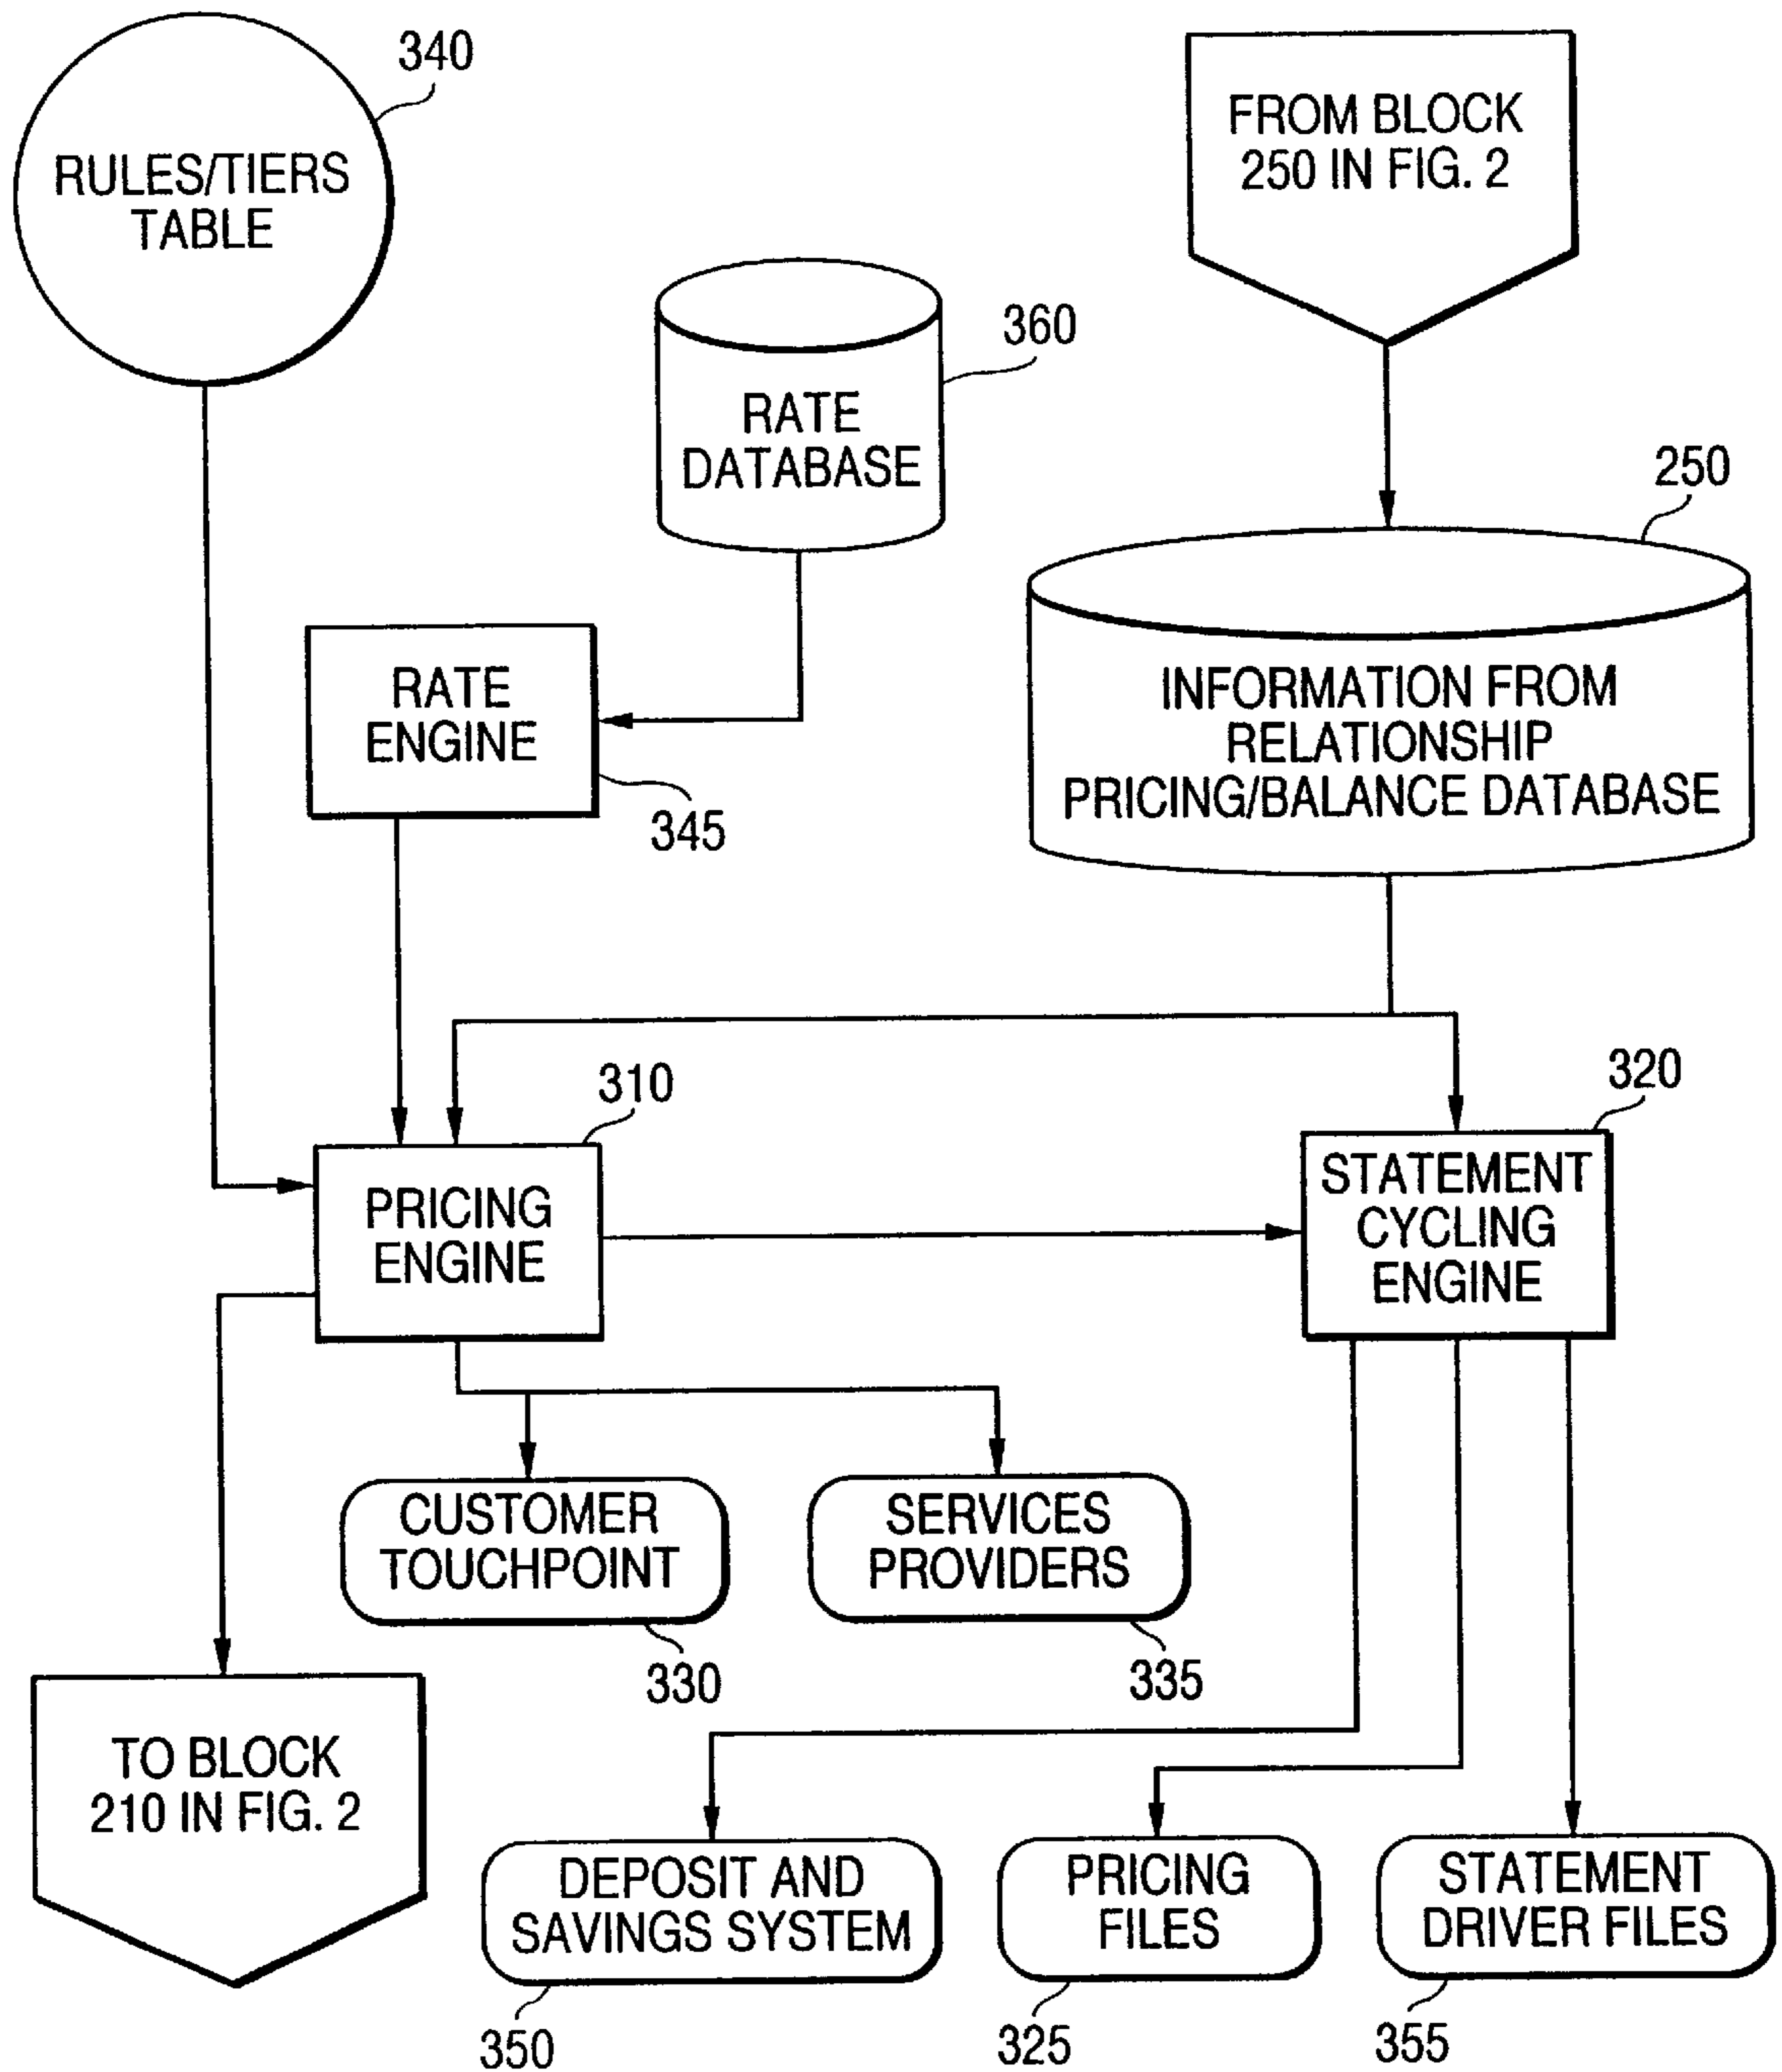 340
RULES/TIERS
TABLE
FROM BLOCK
250 IN FIG. 2
360
RATE
DATABASE
250
INFORMATION FROM
RELATIONSHIP
PRICING/BALANCE DATABASE
RATE
ENGINE
345
310
PRICING
ENGINE
320
STATEMENT
CYCLING
ENGINE
CUSTOMER
TOUCHPOINT
330
SERVICES
PROVIDERS
335
TO BLOCK
210 IN FIG. 2
DEPOSIT AND
SAVINGS SYSTEM
350
PRICING
FILES
325
STATEMENT
DRIVER FILES
355